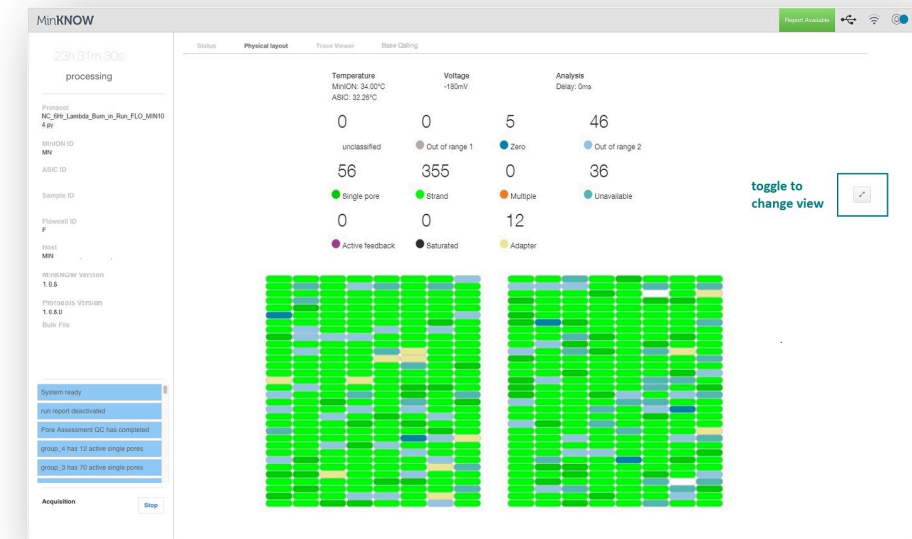 MinKNOW
Report Available
Status Physical layout Trace Viewer Base Calling
23h 31m 30s
processing
Protocol
NC_6Hr_Lambda_Burn_in_Run_FLO_MIN10
4.py
MinION ID
MN
ASIC ID
Sample ID
Flowcell ID
F
Host
MIN
MinKNOW Version
1.0.8
Protocols Version
1.0.8.0
Bulk File
System ready
run report deactivated
Pore Assessment QC has completed
group_4 has 12 active single pores
group_3 has 70 active single pores
Acquisition
Stop
Temperature Voltage Analysis
MinION: 34.00°C -180mV Delay: 0ms
ASIC: 32.26°C
0 0 5 46
unclassified Out of range 1 Zero Out of range 2
56 355 0 36
Single pore Strand Multiple Unavailable
0 0 12
Active feedback Saturated Adapter
toggle to
change view